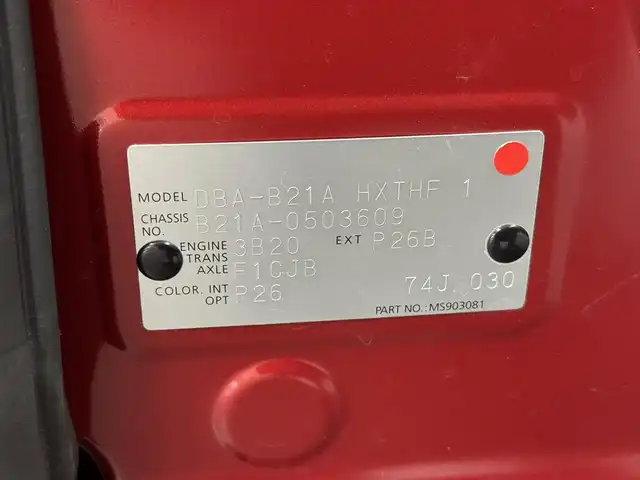 MODEL DBA-B21A HXTHF 1
CHASSIS NO. B21A-0503609
ENGINE 3B20 EXT P26B
TRANS AXLE F1CJB
COLOR. INT OPT P26 74J. 030
PART NO.: MS903081